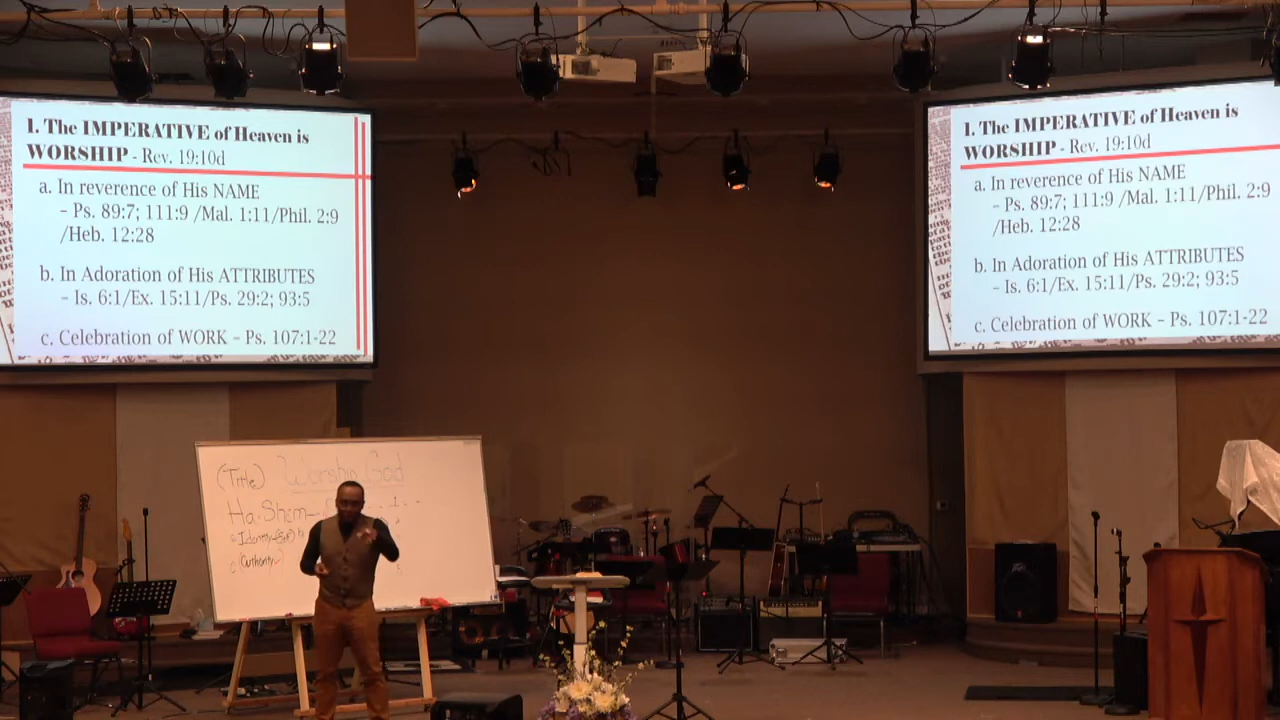 I. The IMPERATIVE of Heaven is
WORSHIP - Rev. 19:10d
a. In reverence of His NAME
– Ps. 89:7; 111:9 /Mal. 1:11/Phil. 2:9
/Heb. 12:28
b. In Adoration of His ATTRIBUTES
– Is. 6:1/Ex. 15:11/Ps. 29:2; 93:5
c. Celebration of WORK – Ps. 107:1-22
I. The IMPERATIVE of Heaven is
WORSHIP - Rev. 19:10d
a. In reverence of His NAME
– Ps. 89:7; 111:9 /Mal. 1:11/Phil. 2:9
/Heb. 12:28
b. In Adoration of His ATTRIBUTES
– Is. 6:1/Ex. 15:11/Ps. 29:2; 93:5
c. Celebration of WORK – Ps. 107:1-22
(Title) Worship God
Ha-Shem
Identity
(Authority)